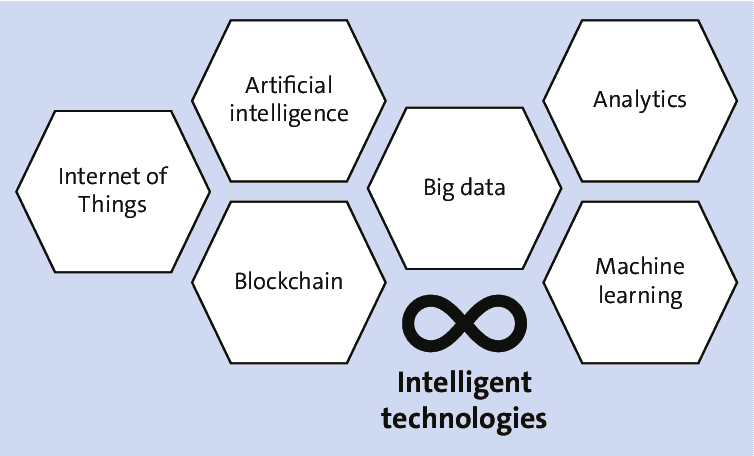 Artificial
intelligence
Analytics
Internet of
Things
Big data
Blockchain
Machine
learning
Intelligent
technologies